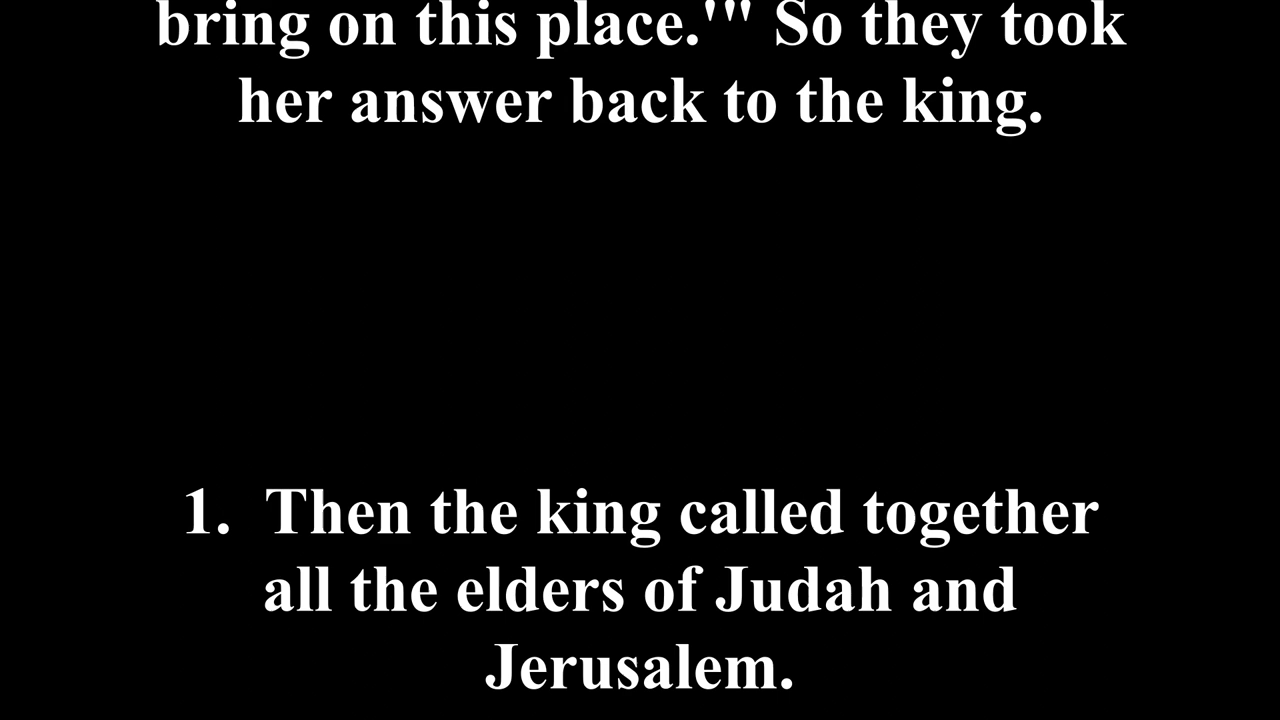 bring on this place.'" So they took
her answer back to the king.
1. Then the king called together
all the elders of Judah and
Jerusalem.